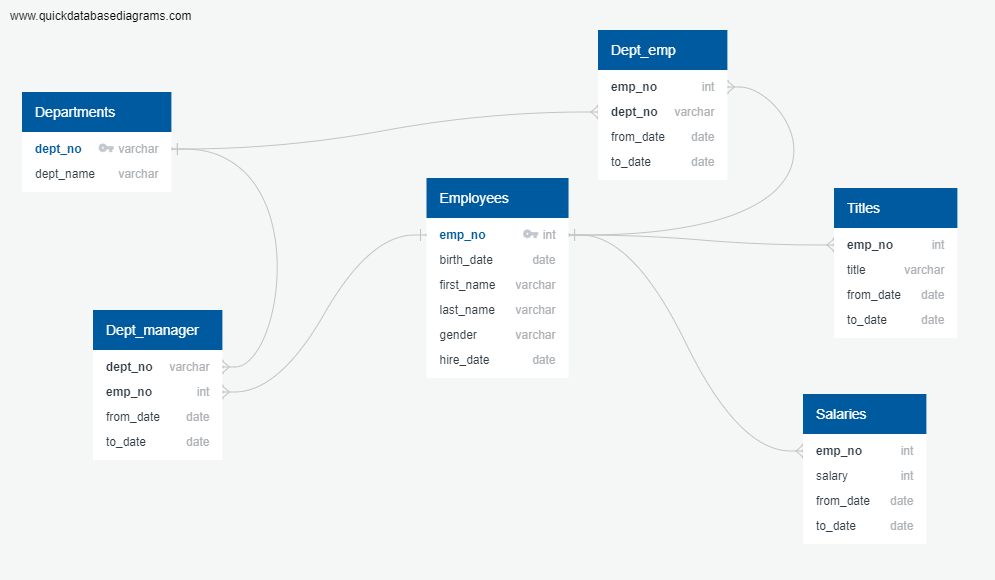 www.quickdatabasediagrams.com
Departments
dept_no varchar
dept_name varchar
Dept_manager
dept_no varchar
emp_no int
from_date date
to_date date
Employees
emp_no int
birth_date date
first_name varchar
last_name varchar
gender varchar
hire_date date
Dept_emp
emp_no int
dept_no varchar
from_date date
to_date date
Titles
emp_no int
title varchar
from_date date
to_date date
Salaries
emp_no int
salary int
from_date date
to_date date